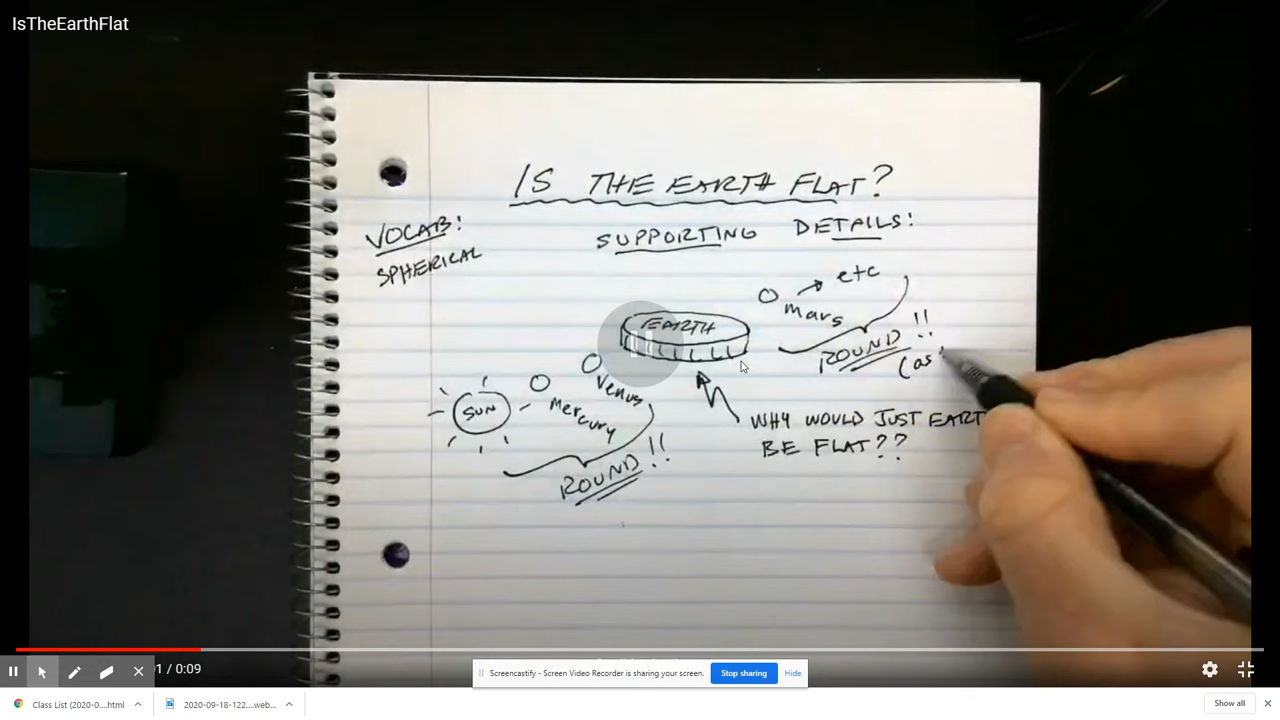 IsTheEarthFlat
IS THE EARTH FLAT?
SUPPORTING DETAILS:
VOCAB:
SPHERICAL
etc
mars
EARTH
ROUND!!
(as
Venus
Mercury
SUN
WHY WOULD JUST EART
BE FLAT??
ROUND!!
/ 0:09
Screencastify - Screen Video Recorder is sharing your screen.
Stop sharing
Hide
Class List (2020-0....html
2020-09-18-122....web...
Show all